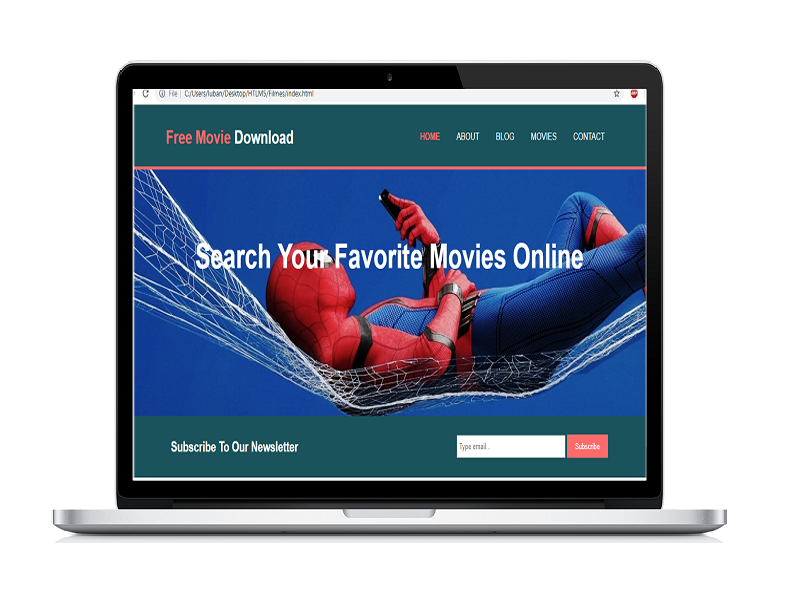 File | C:/Users/luban/Desktop/HTLM5/Filmes/index.html
ABP
Free Movie Download
HOME ABOUT BLOG MOVIES CONTACT
Search Your Favorite Movies Online
Subscribe To Our Newsletter
Type email...
Subscribe